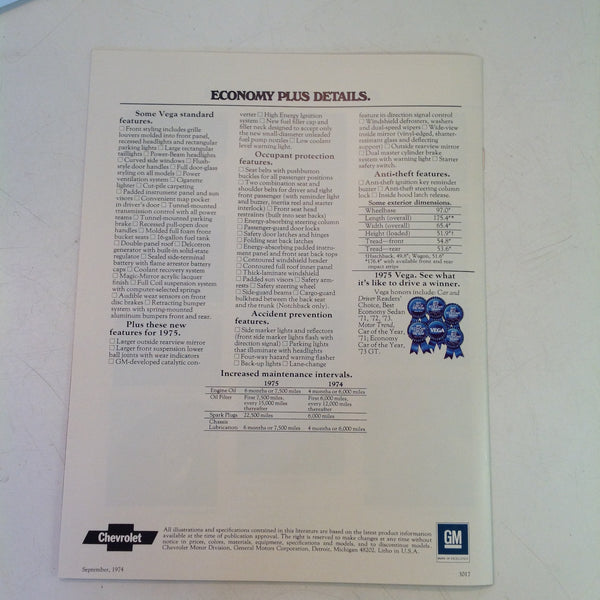 ECONOMY PLUS DETAILS.
Some Vega standard
features.
☐ Front styling includes grille
louvers molded into front panel,
recessed headlights and rectangular
parking lights ☐ Large rectangular
taillights ☐ Power-Beam headlights
☐ Curved side windows ☐ Flush-
style door handles ☐ Full door-glass
styling on all models ☐ Power
ventilation system ☐ Cigarette
lighter ☐ Cut-pile carpeting
☐ Padded instrument panel and sun
visors ☐ Convenient map pocket
in driver's door ☐ Tunnel-mounted
transmission control with all power
teams ☐ Tunnel-mounted parking
brake ☐ Recessed pull-open door
handles ☐ Molded full foam front
bucket seats ☐ 16-gallon fuel tank
☐ Double-panel roof ☐ Delcotron
generator with built-in solid-state
regulator ☐ Sealed side-terminal
battery with flame arrestor battery
caps ☐ Coolant recovery system
☐ Magic-Mirror acrylic lacquer
finish ☐ Full Coil suspension system
with computer-selected springs
☐ Audible wear sensors on front
disc brakes ☐ Retracting bumper
system, with spring-mounted
aluminum bumpers front and rear.
Plus these new
features for 1975.
☐ Larger outside rearview mirror
☐ Larger front suspension lower
ball joints with wear indicators
☐ GM-developed catalytic con-
verter ☐ High Energy Ignition
system ☐ New fuel filler cap and
filler neck designed to accept only
the new small-diameter unleaded
fuel pump nozzles ☐ Low coolant
level warning light.
Occupant protection
features.
☐ Seat belts with pushbutton
buckles for all passenger positions
☐ Two combination seat and
shoulder belts for driver and right
front passenger (with reminder light
and buzzer, inertia reel and starter
interlock) ☐ Front seat head
restraints (built into seat backs)
☐ Energy-absorbing steering column
☐ Passenger-guard door locks
☐ Safety door latches and hinges
☐ Folding seat back latches
☐ Energy-absorbing padded instru-
ment panel and front seat back tops
☐ Contoured windshield header
☐ Contoured full roof inner panel
☐ Thick-laminate windshield
☐ Padded sun visors ☐ Safety arm-
rests ☐ Safety steering wheel
☐ Side-guard beams ☐ Cargo-guard
bulkhead between the back seat
and the trunk (Notchback only).
Accident prevention
features.
☐ Side marker lights and reflectors
(front side marker lights flash with
direction signal) ☐ Parking lights
that illuminate with headlights
☐ Four-way hazard warning flasher
☐ Back-up lights ☐ Lane-change
feature in direction signal control
☐ Windshield defrosters, washers
and dual-speed wipers ☐ Wide-view
inside mirror (vinyl-edged, shatter-
resistant glass and deflecting
support) ☐ Outside rearview mirror
☐ Dual master cylinder brake
system with warning light ☐ Starter
safety switch.
Anti-theft features.
☐ Anti-theft ignition key reminder
buzzer ☐ Anti-theft steering column
lock ☐ Inside hood latch release.
Some exterior dimensions.
Wheelbase 97.0"
Length (overall) 175.4"*
Width (overall) 65.4"
Height (loaded) 51.9"†
Tread—front 54.8"
Tread—rear 53.6"
†Hatchback, 49.8"; Wagon, 51.6"
*176.4" with available front and rear
impact strips
1975 Vega. See what
it's like to drive a winner.
Vega honors include: Car and
Driver Readers'
Choice, Best
Economy Sedan
'71, '72, '73.
Motor Trend,
Car of the Year,
'71; Economy
Car of the Year,
'73 GT.
VEGA
Increased maintenance intervals.
1975 1974
Engine Oil 6 months or 7,500 miles 4 months or 6,000 miles
Oil Filter First 7,500 miles, First 6,000 miles,
every 15,000 miles every 12,000 miles
thereafter thereafter
Spark Plugs 22,500 miles 6,000 miles
Chassis
Lubrication 6 months or 7,500 miles 4 months or 6,000 miles
Chevrolet
All illustrations and specifications contained in this literature are based on the latest product information
available at the time of publication approval. The right is reserved to make changes at any time without
notice in prices, colors, materials, equipment, specifications and models, and to discontinue models.
Chevrolet Motor Division, General Motors Corporation, Detroit, Michigan 48202. Litho in U.S.A.
GM
MARK OF EXCELLENCE
September, 1974
3017